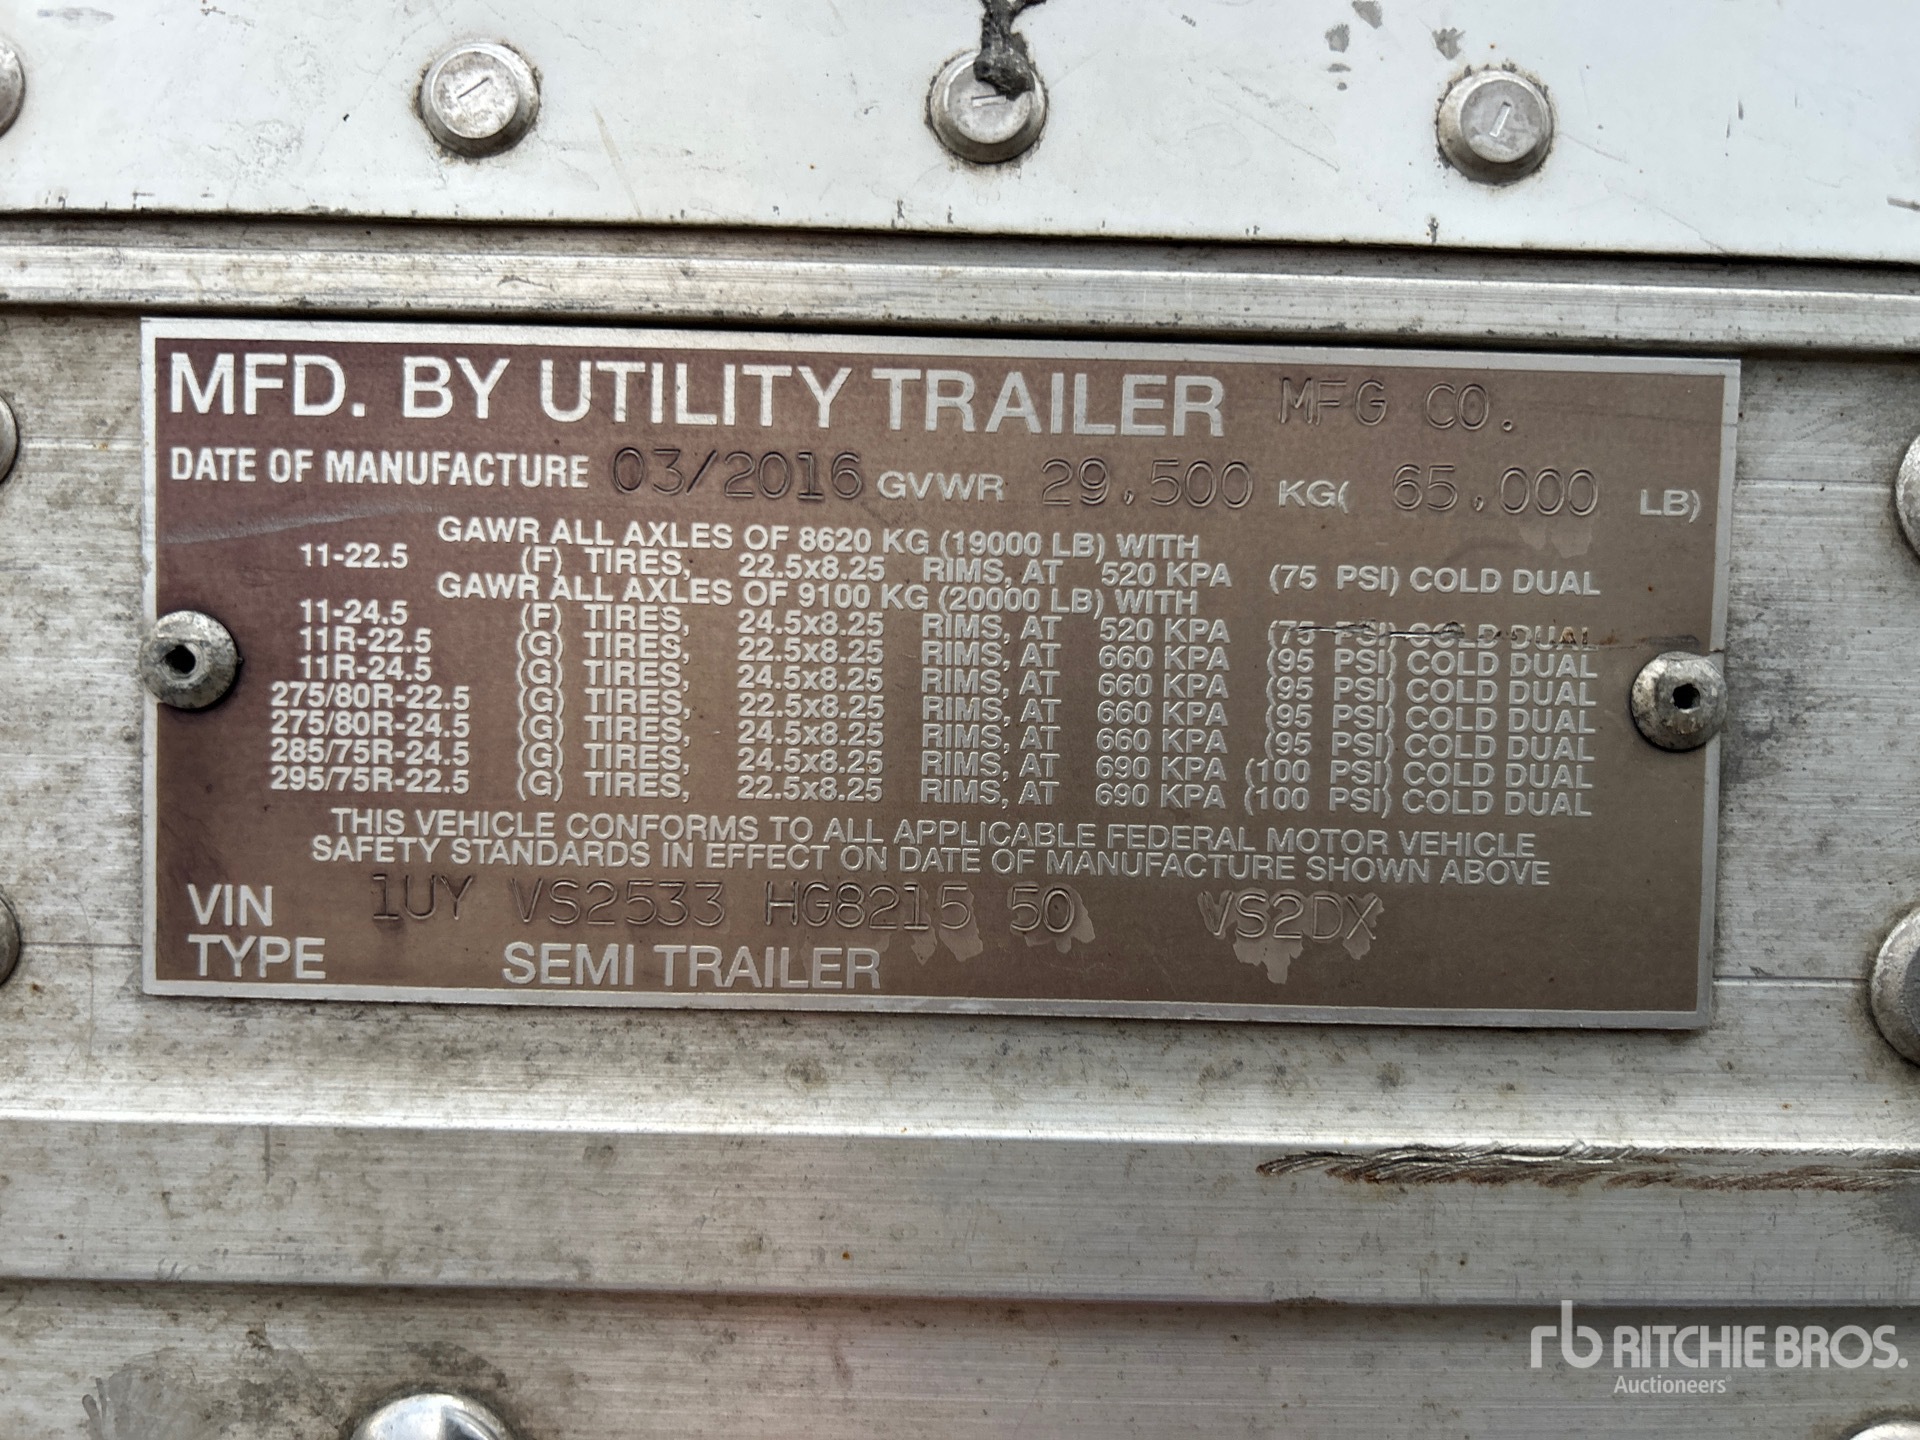 MFD. BY UTILITY TRAILER MFG CO.
DATE OF MANUFACTURE 03/2016 GVWR 29,500 KG( 65,000 LB)
GAWR ALL AXLES OF 8620 KG (19000 LB) WITH
11-22.5 (F) TIRES, 22.5x8.25 RIMS, AT 520 KPA (75 PSI) COLD DUAL
GAWR ALL AXLES OF 9100 KG (20000 LB) WITH
11-24.5 (F) TIRES, 24.5x8.25 RIMS, AT 520 KPA (75 PSI) COLD DUAL
11R-22.5 (G) TIRES, 22.5x8.25 RIMS, AT 660 KPA (95 PSI) COLD DUAL
11R-24.5 (G) TIRES, 24.5x8.25 RIMS, AT 660 KPA (95 PSI) COLD DUAL
275/80R-22.5 (G) TIRES, 22.5x8.25 RIMS, AT 660 KPA (95 PSI) COLD DUAL
275/80R-24.5 (G) TIRES, 24.5x8.25 RIMS, AT 660 KPA (95 PSI) COLD DUAL
285/75R-24.5 (G) TIRES, 24.5x8.25 RIMS, AT 690 KPA (100 PSI) COLD DUAL
295/75R-22.5 (G) TIRES, 22.5x8.25 RIMS, AT 690 KPA (100 PSI) COLD DUAL
THIS VEHICLE CONFORMS TO ALL APPLICABLE FEDERAL MOTOR VEHICLE
SAFETY STANDARDS IN EFFECT ON DATE OF MANUFACTURE SHOWN ABOVE
VIN 1UY VS2533 HG8215 50 VS2DX
TYPE SEMI TRAILER
rb RITCHIE BROS.
Auctioneers